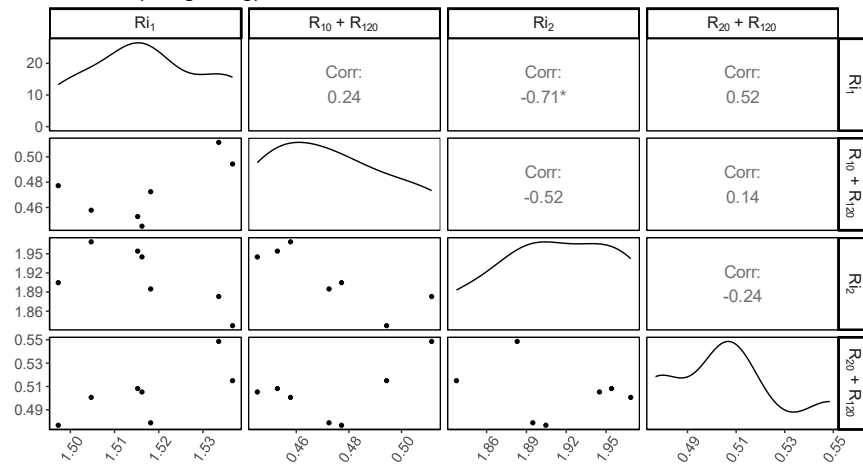 Ri₁ R₁₀ + R₁₂₀ Ri₂ R₂₀ + R₁₂₀
20
10
0
Corr:
0.24
Corr:
-0.71*
Corr:
0.52
Ri₁
0.50
0.48
0.46
Corr:
-0.52
Corr:
0.14
R₁₀ + R₁₂₀
1.95
1.92
1.89
1.86
Corr:
-0.24
Ri₂
0.55
0.53
0.51
0.49
R₂₀ + R₁₂₀
1.50 1.51 1.52 1.53 0.46 0.48 0.50 1.86 1.89 1.92 1.95 0.49 0.51 0.53 0.55